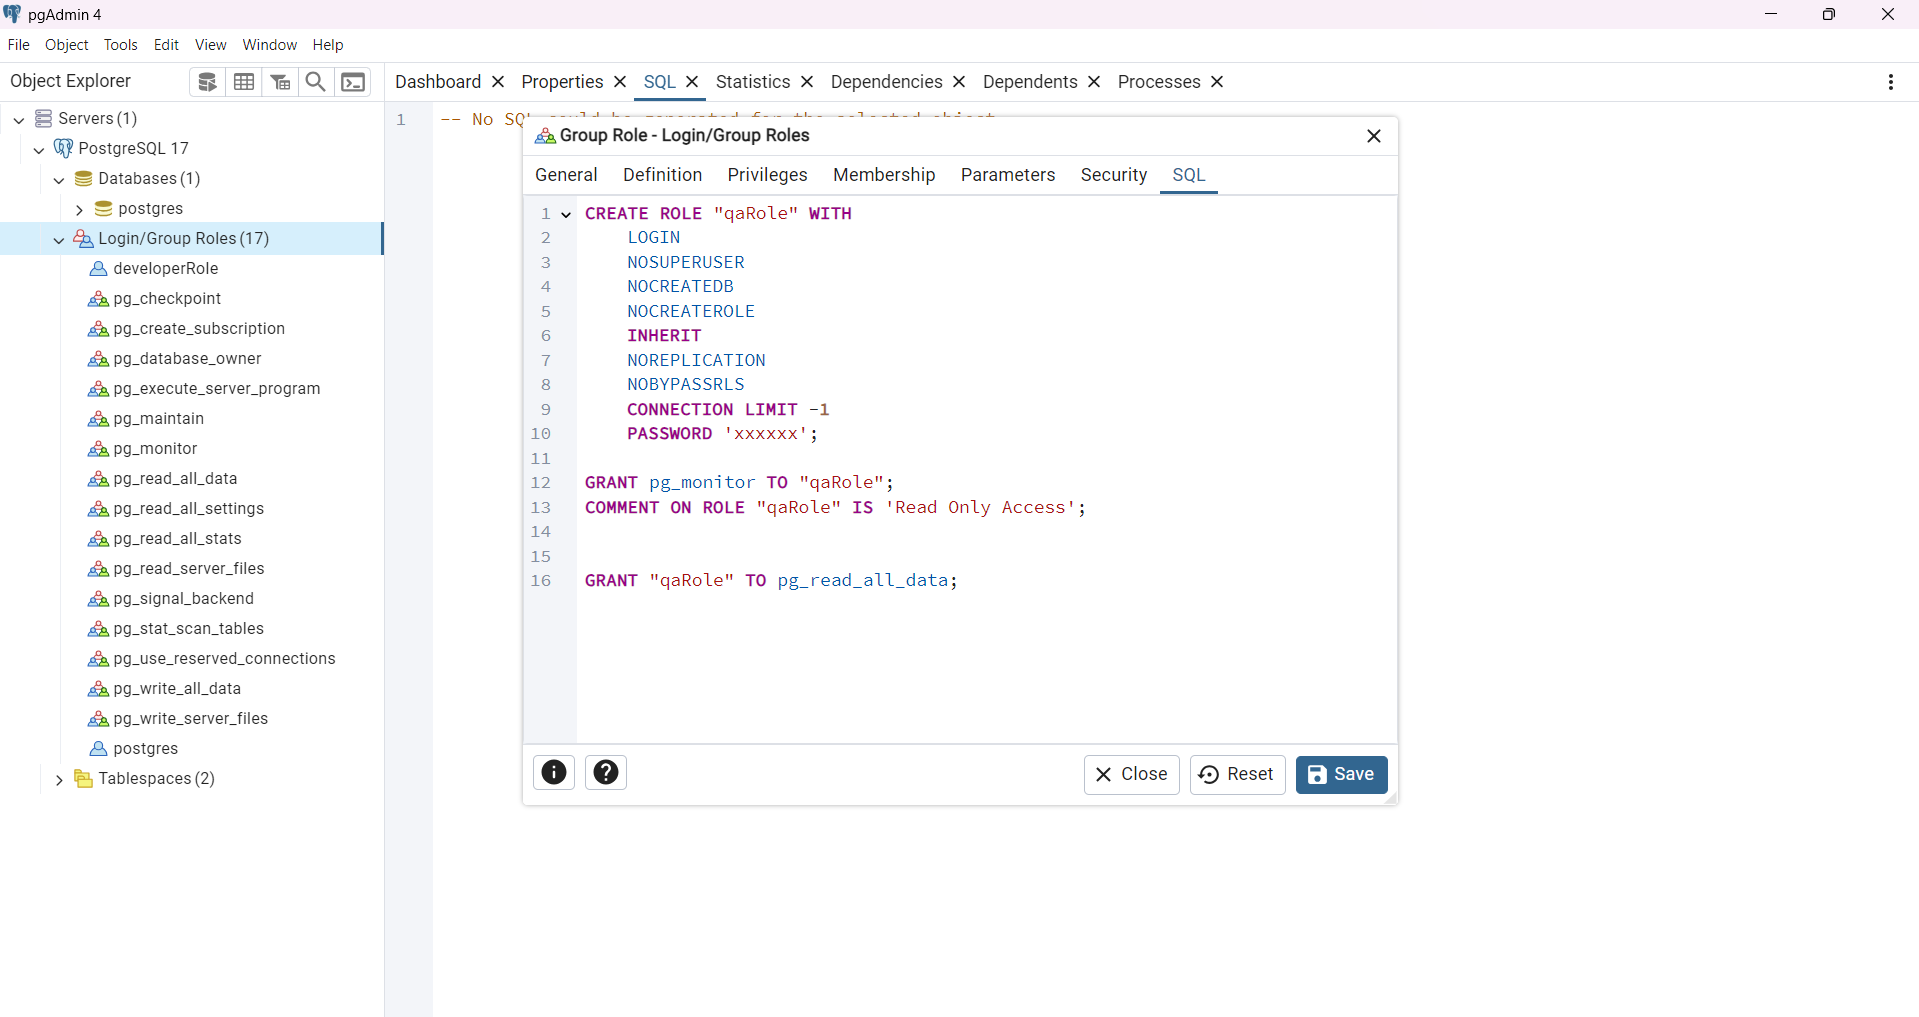 pgAdmin 4
File Object Tools Edit View Window Help
Object Explorer
Dashboard Properties SQL Statistics Dependencies Dependents Processes
Servers (1)
PostgreSQL 17
Databases (1)
postgres
Login/Group Roles (17)
developerRole
pg_checkpoint
pg_create_subscription
pg_database_owner
pg_execute_server_program
pg_maintain
pg_monitor
pg_read_all_data
pg_read_all_settings
pg_read_all_stats
pg_read_server_files
pg_signal_backend
pg_stat_scan_tables
pg_use_reserved_connections
pg_write_all_data
pg_write_server_files
postgres
Tablespaces (2)
1 -- No SQL
Group Role - Login/Group Roles
General Definition Privileges Membership Parameters Security SQL
1 CREATE ROLE "qaRole" WITH
2 LOGIN
3 NOSUPERUSER
4 NOCREATEDB
5 NOCREATEROLE
6 INHERIT
7 NOREPLICATION
8 NOBYPASSRLS
9 CONNECTION LIMIT -1
10 PASSWORD 'xxxxxx';
11
12 GRANT pg_monitor TO "qaRole";
13 COMMENT ON ROLE "qaRole" IS 'Read Only Access';
14
15
16 GRANT "qaRole" TO pg_read_all_data;
Close Reset Save